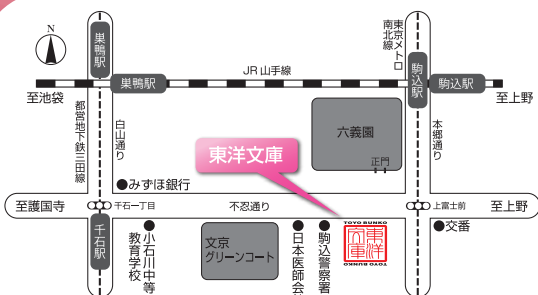 N
巣鴨駅
東京メトロ
南北線
JR 山手線
巣鴨駅
駒込駅
駒込駅
至池袋
至上野
都営地下鉄三田線
白山通り
六義園
正門
本郷通り
東洋文庫
●みずほ銀行
至護国寺
千石一丁目
不忍通り
上富士前
至上野
千石駅
●小石川中等
教育学校
文京
グリーンコート
●日本医師会
●駒込警察署
TOYO BUNKO
東洋
文庫
TOYO BUNKO
●交番